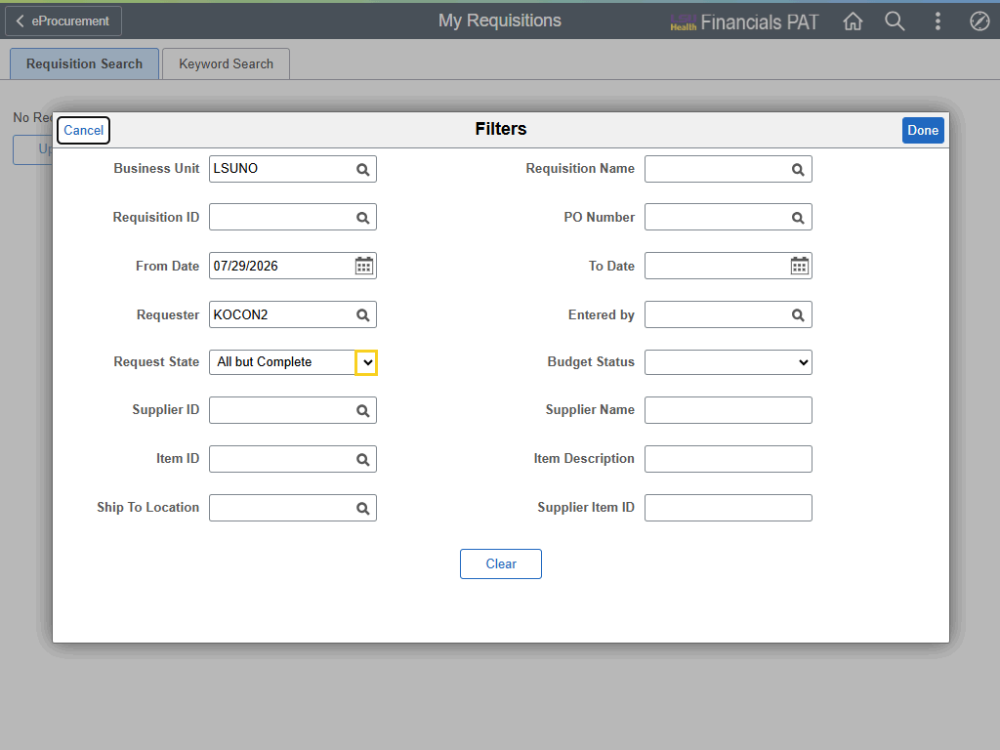 eProcurement
My Requisitions
LSU Health Financials PAT
Requisition Search
Keyword Search
No Re
Up
Cancel
Filters
Done
Business Unit LSUNO
Requisition Name
Requisition ID
PO Number
From Date 07/29/2026
To Date
Requester KOCON2
Entered by
Request State All but Complete
Budget Status
Supplier ID
Supplier Name
Item ID
Item Description
Ship To Location
Supplier Item ID
Clear